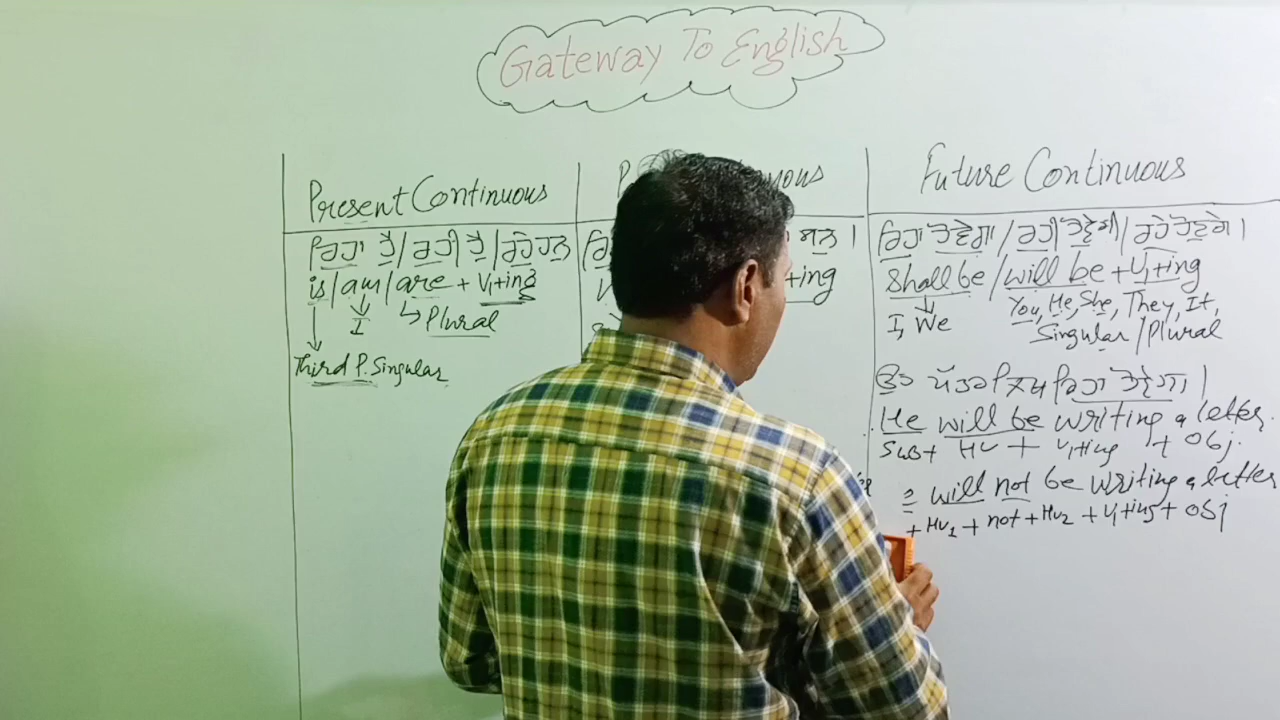 Gateway To English
Present Continuous
ਰਿਹਾ ਹੈ/ਰਹੀ ਹੈ/ਰਹੇ ਹਨ
is/am/are + V1+ing
I
Plural
Third P. Singular
ਸਨ।
+ing
Future Continuous
ਰਿਹਾ ਹੋਵੇਗਾ/ਰਹੀ ਹੋਵੇਗੀ/ਰਹੇ ਹੋਣਗੇ।
Shall be/will be + V1+ing
I, We
You, He, She, They, It,
Singular/Plural
ਉਹ ਪੱਤਰ ਲਿਖ ਰਿਹਾ ਹੋਵੇਗਾ।
He will be writing a letter.
Sub+ HV + V1+ing + Obj.
will not be writing a letter
+ HV1 + not + HV2 + V1+ing + obj